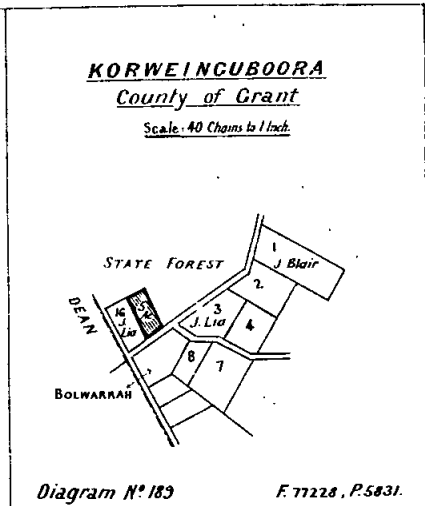 KORWEINGUBOORA
County of Grant
Scale: 40 Chains to 1 Inch.
STATE FOREST
1
J. Blair
2.
3
J. Lia
4
DEAN
16
J.
Lia
8
7
BOLWARRAH
Diagram Nº 189
F. 77228, P. 5831.